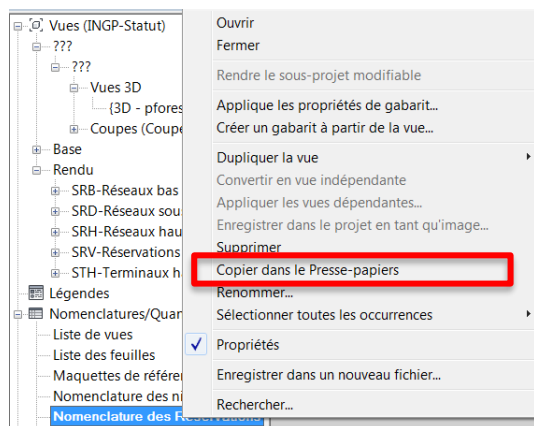 Vues (INGP-Statut)
???
???
Vues 3D
{3D - pfores
Coupes (Coupe
Base
Rendu
SRB-Réseaux bas
SRD-Réseaux sou
SRH-Réseaux hau
SRV-Réservations
STH-Terminaux h
Légendes
Nomenclatures/Quan
Liste de vues
Liste des feuilles
Maquettes de référe
Nomenclature des ni
Nomenclature des Réservations
Ouvrir
Fermer
Rendre le sous-projet modifiable
Applique les propriétés de gabarit...
Créer un gabarit à partir de la vue...
Dupliquer la vue
Convertir en vue indépendante
Appliquer les vues dépendantes...
Enregistrer dans le projet en tant qu'image...
Supprimer
Copier dans le Presse-papiers
Renommer...
Sélectionner toutes les occurrences
Propriétés
Enregistrer dans un nouveau fichier...
Rechercher...